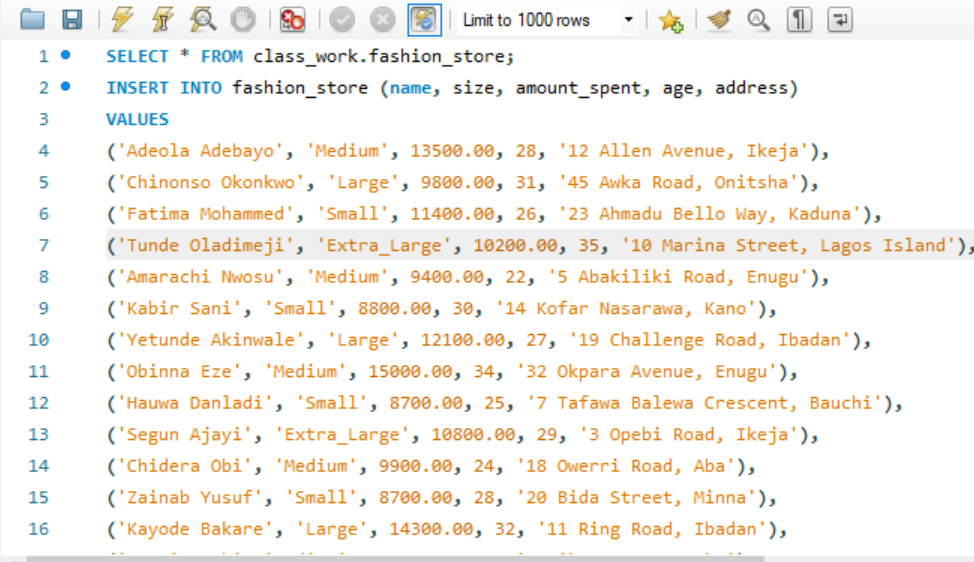 Limit to 1000 rows
1 SELECT * FROM class_work.fashion_store;
2 INSERT INTO fashion_store (name, size, amount_spent, age, address)
3 VALUES
4 ('Adeola Adebayo', 'Medium', 13500.00, 28, '12 Allen Avenue, Ikeja'),
5 ('Chinonso Okonkwo', 'Large', 9800.00, 31, '45 Awka Road, Onitsha'),
6 ('Fatima Mohammed', 'Small', 11400.00, 26, '23 Ahmadu Bello Way, Kaduna'),
7 ('Tunde Oladimeji', 'Extra_Large', 10200.00, 35, '10 Marina Street, Lagos Island'),
8 ('Amarachi Nwosu', 'Medium', 9400.00, 22, '5 Abakiliki Road, Enugu'),
9 ('Kabir Sani', 'Small', 8800.00, 30, '14 Kofar Nasarawa, Kano'),
10 ('Yetunde Akinwale', 'Large', 12100.00, 27, '19 Challenge Road, Ibadan'),
11 ('Obinna Eze', 'Medium', 15000.00, 34, '32 Okpara Avenue, Enugu'),
12 ('Hauwa Danladi', 'Small', 8700.00, 25, '7 Tafawa Balewa Crescent, Bauchi'),
13 ('Segun Ajayi', 'Extra_Large', 10800.00, 29, '3 Opebi Road, Ikeja'),
14 ('Chidera Obi', 'Medium', 9900.00, 24, '18 Owerri Road, Aba'),
15 ('Zainab Yusuf', 'Small', 8700.00, 28, '20 Bida Street, Minna'),
16 ('Kayode Bakare', 'Large', 14300.00, 32, '11 Ring Road, Ibadan'),